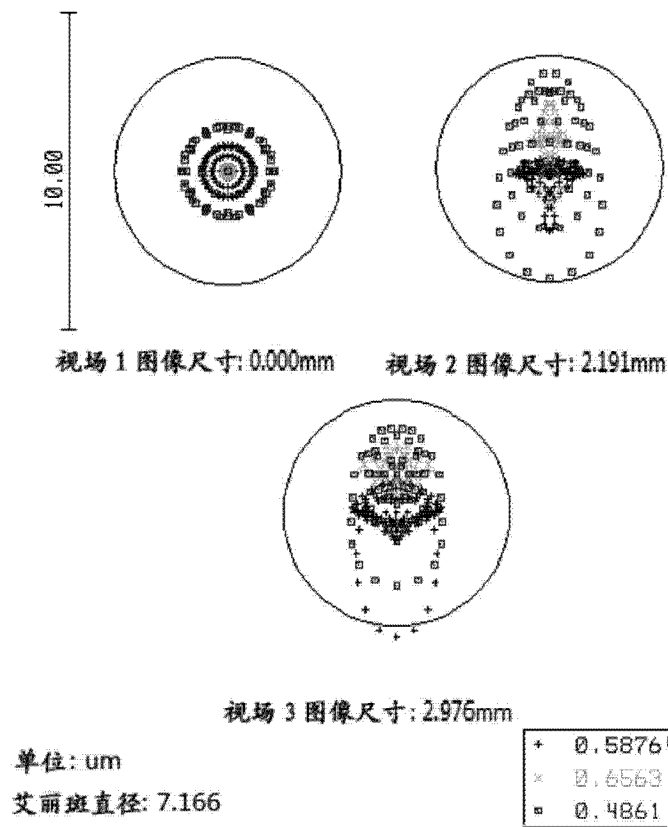 10.00
视场 1 图像尺寸: 0.000mm
视场 2 图像尺寸: 2.191mm
视场 3 图像尺寸: 2.976mm
单位: um
艾丽斑直径: 7.166
+ 0.5876
× 0.6563
0.4861